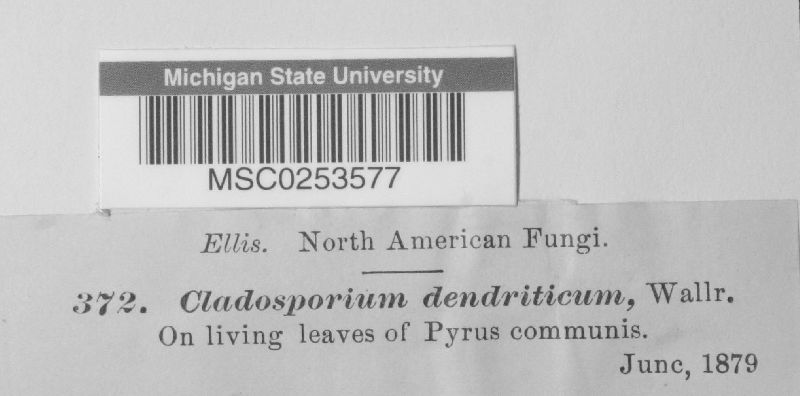 Michigan State University
MSC0253577
Ellis. North American Fungi.
372. Cladosporium dendriticum, Wallr.
On living leaves of Pyrus communis.
June, 1879